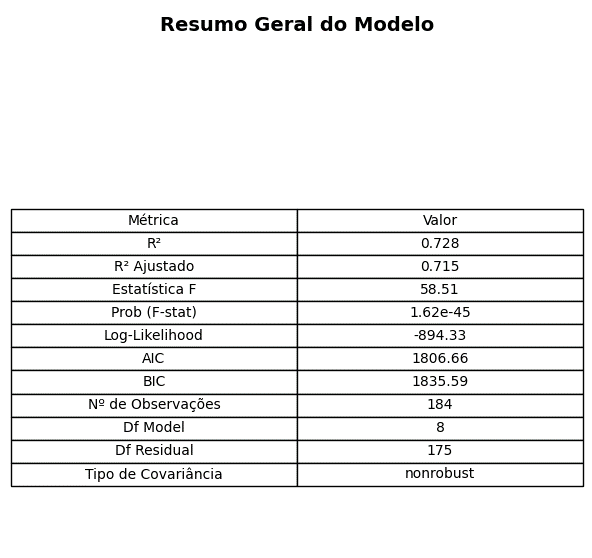 Resumo Geral do Modelo
Métrica Valor
R² 0.728
R² Ajustado 0.715
Estatística F 58.51
Prob (F-stat) 1.62e-45
Log-Likelihood -894.33
AIC 1806.66
BIC 1835.59
Nº de Observações 184
Df Model 8
Df Residual 175
Tipo de Covariância nonrobust